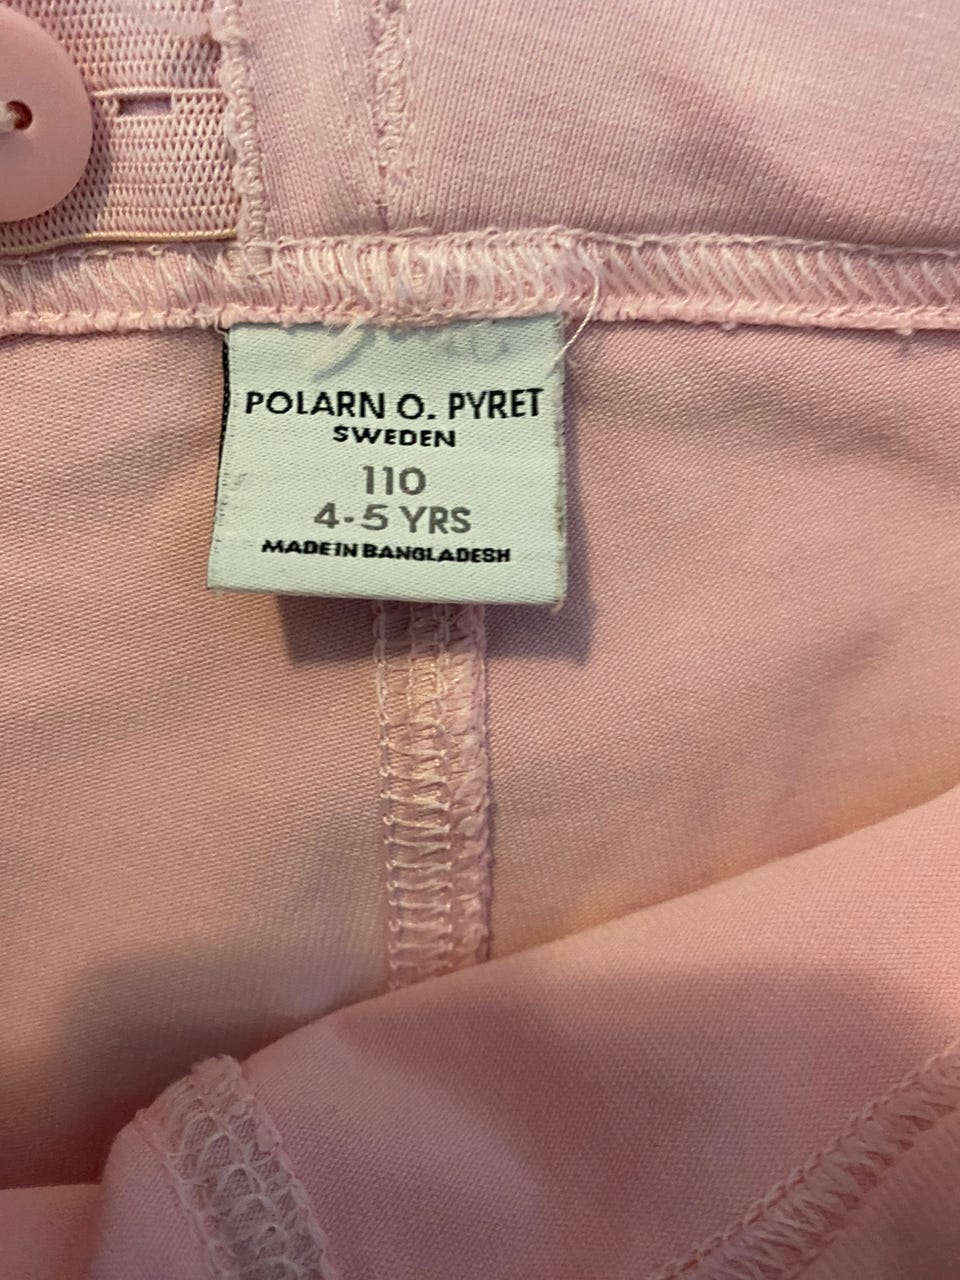 POLARN O. PYRET
SWEDEN
110
4-5 YRS
MADE IN BANGLADESH